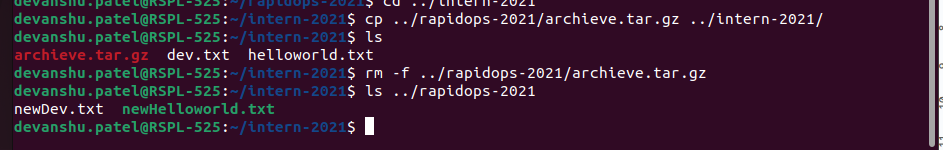 devanshu.patel@RSPL-525:~/rapidops-2021$ cd ../intern-2021
devanshu.patel@RSPL-525:~/intern-2021$ cp ../rapidops-2021/archieve.tar.gz ../intern-2021/
devanshu.patel@RSPL-525:~/intern-2021$ ls
archieve.tar.gz  dev.txt  helloworld.txt
devanshu.patel@RSPL-525:~/intern-2021$ rm -f ../rapidops-2021/archieve.tar.gz
devanshu.patel@RSPL-525:~/intern-2021$ ls ../rapidops-2021
newDev.txt  newHelloworld.txt
devanshu.patel@RSPL-525:~/intern-2021$